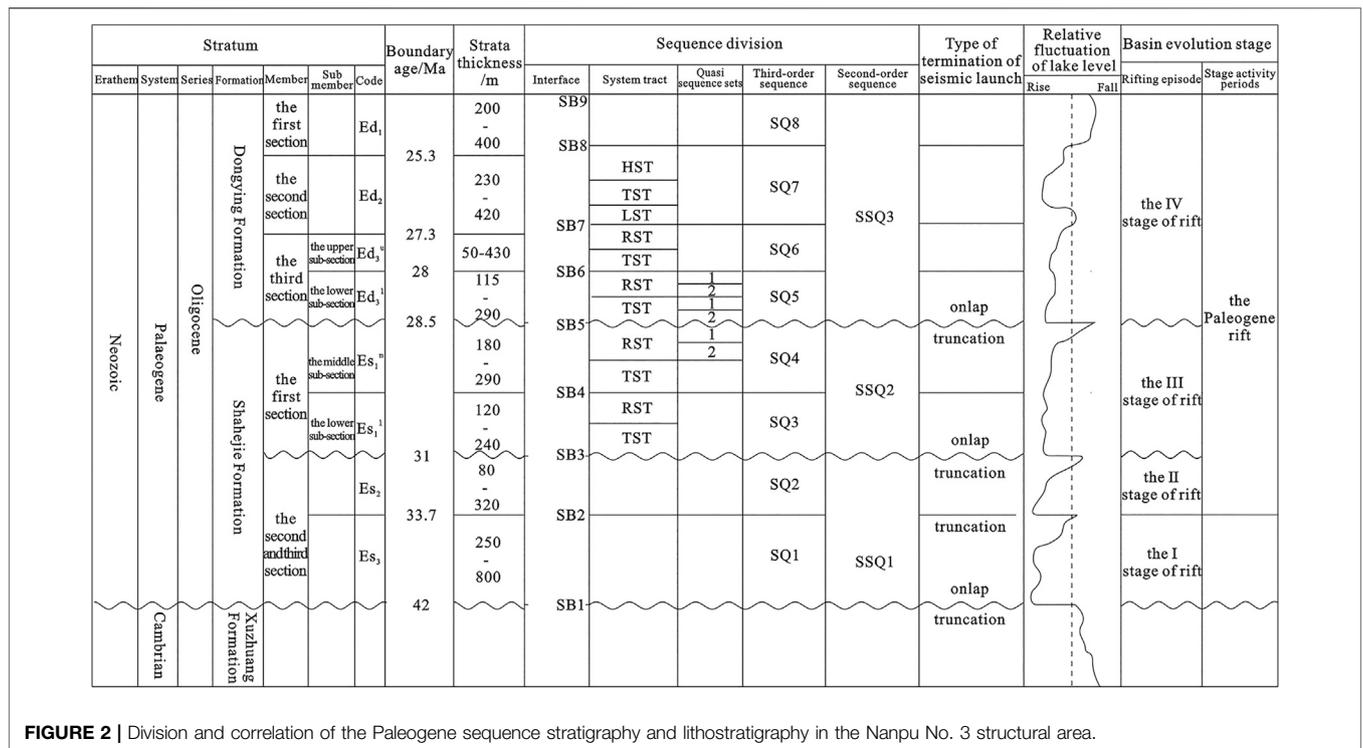 Stratum
Boundary
age/Ma
Strata
thickness
/m
Sequence division
Type of
termination of
seismic launch
Relative
fluctuation
of lake level
Basin evolution stage
Erathem
System
Series
Formation
Member
Sub
member
Code
Interface
System tract
Quasi
sequence sets
Third-order
sequence
Second-order
sequence
Rise
Fall
Rifting episode
Stage activity
periods
Neozoic
Palaeogene
Cambrian
Oligocene
Dongying Formation
Shahejie Formation
Xuzhuang
Formation
the
first
section
the
second
section
the
third
section
the
first
section
the
second
andthird
section
the upper
sub-section
the lower
sub-section
the middle
sub-section
the lower
sub-section
Ed₁
Ed₂
Ed₃ᵘ
Ed₃ˡ
Es₁ᵐ
Es₁ˡ
Es₂
Es₃
25.3
27.3
28
28.5
31
33.7
42
200
-
400
230
-
420
50-430
115
-
290
180
-
290
120
-
240
80
-
320
250
-
800
SB9
SB8
SB7
SB6
SB5
SB4
SB3
SB2
SB1
HST
TST
LST
RST
TST
RST
TST
RST
TST
RST
TST
1
2
1
2
1
2
SQ8
SQ7
SQ6
SQ5
SQ4
SQ3
SQ2
SQ1
SSQ3
SSQ2
SSQ1
onlap
truncation
onlap
truncation
truncation
onlap
truncation
the IV
stage of rift
the III
stage of rift
the II
stage of rift
the I
stage of rift
the
Paleogene
rift
FIGURE 2 | Division and correlation of the Paleogene sequence stratigraphy and lithostratigraphy in the Nanpu No. 3 structural area.